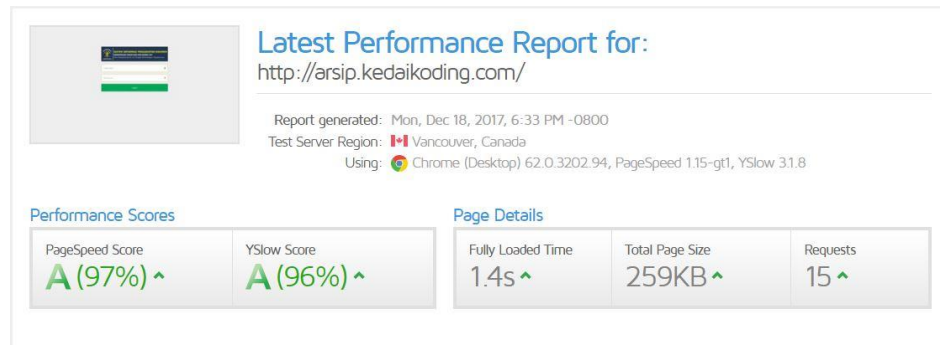 Latest Performance Report for:
http://arsip.kedaikoding.com/
Report generated: Mon, Dec 18, 2017, 6:33 PM -0800
Test Server Region: Vancouver, Canada
Using: Chrome (Desktop) 62.0.3202.94, PageSpeed 1.15-gt1, YSlow 3.1.8
Performance Scores
Page Details
PageSpeed Score
YSlow Score
Fully Loaded Time
Total Page Size
Requests
A (97%)
A (96%)
1.4s
259KB
15